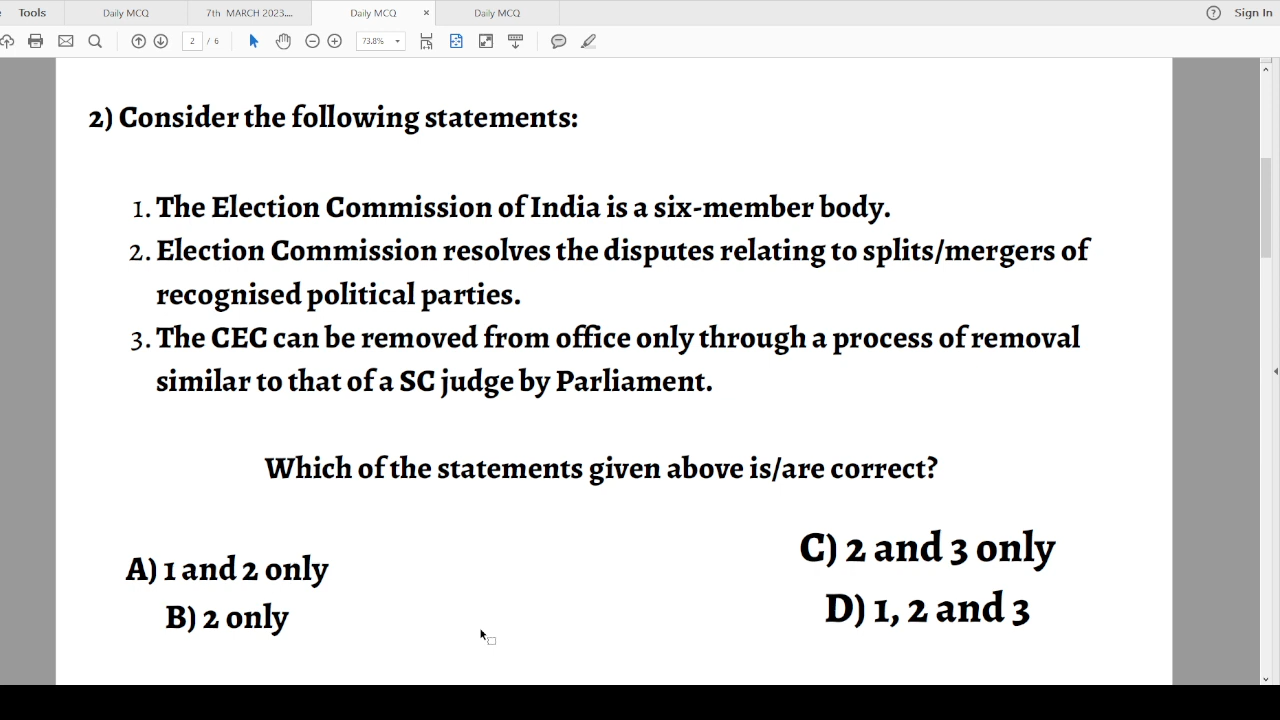 Tools
Daily MCQ
7th MARCH 2023....
Daily MCQ
Daily MCQ
Sign In
2 / 6
73.8%
2) Consider the following statements:
1. The Election Commission of India is a six-member body.
2. Election Commission resolves the disputes relating to splits/mergers of
recognised political parties.
3. The CEC can be removed from office only through a process of removal
similar to that of a SC judge by Parliament.
Which of the statements given above is/are correct?
A) 1 and 2 only
B) 2 only
C) 2 and 3 only
D) 1, 2 and 3